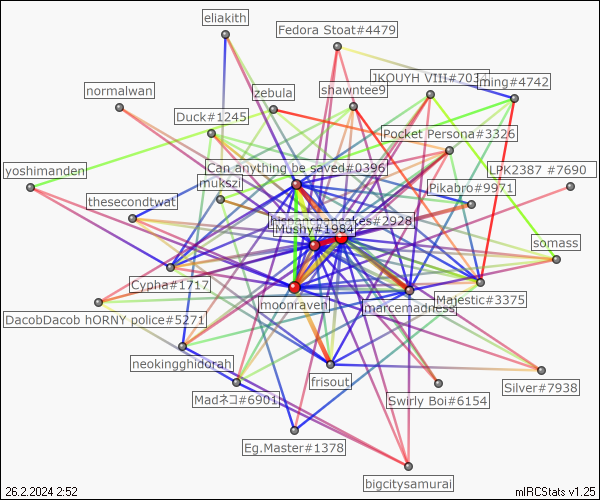 eliakith
Fedora Stoat#4479
JKOUYH VIII#7034
ming#4742
normalwan
zebula
shawntee9
Duck#1245
Pocket Persona#3326
Can anything be saved#0396
LPK2387 #7690
yoshimanden
mukszi
Pikabro#9971
thesecondtwat
#2928
Mushy#1984
somass
Cypha#1717
moonraven
marcemadness
Majestic#3375
DacobDacob hORNY police#5271
neokingghidorah
frisout
Silver#7938
Madネコ#6901
Swirly Boi#6154
Eg.Master#1378
bigcitysamurai
26.2.2024 2:52
mIRCStats v1.25